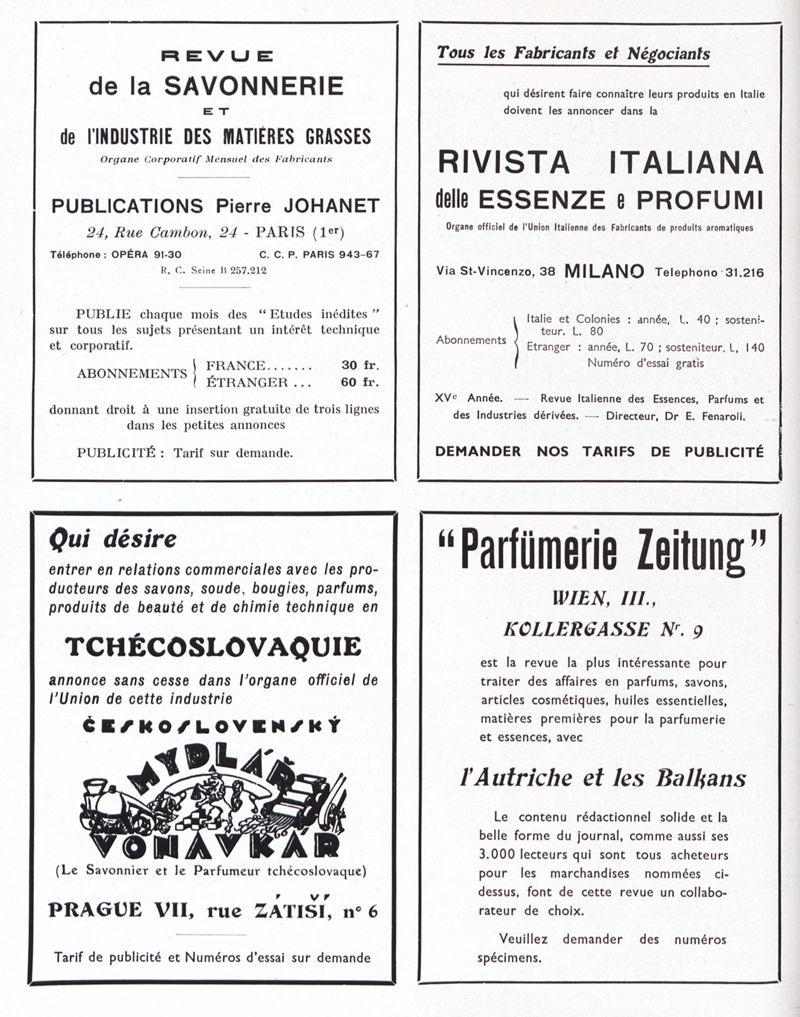 REVUE
de la SAVONNERIE
ET
de l'INDUSTRIE DES MATIÈRES GRASSES
Organe Corporatif Mensuel des Fabricants
PUBLICATIONS Pierre JOHANET
24, Rue Cambon, 24 - PARIS (1er)
Téléphone : OPÉRA 91-30 C. C. P. PARIS 943-67
R. C. Seine B 257.212
PUBLIE chaque mois des "Etudes inédites"
sur tous les sujets présentant un intérêt technique
et corporatif.
ABONNEMENTS { FRANCE....... 30 fr.
ÉTRANGER ... 60 fr.
donnant droit à une insertion gratuite de trois lignes
dans les petites annonces
PUBLICITÉ : Tarif sur demande.
Tous les Fabricants et Négociants
qui désirent faire connaître leurs produits en Italie
doivent les annoncer dans la
RIVISTA ITALIANA
delle ESSENZE e PROFUMI
Organe officiel de l'Union Italienne des Fabricants de produits aromatiques
Via St-Vincenzo, 38 MILANO Telephono 31.216
Abonnements { Italie et Colonies : année, L. 40 ; sosteni-
teur. L. 80
Etranger : année, L. 70 ; sosteniteur. L, 140
Numéro d'essai gratis
XVe Année. — Revue Italienne des Essences, Parfums et
des Industries dérivées. — Directeur, Dr E. Fenaroli.
DEMANDER NOS TARIFS DE PUBLICITÉ
Qui désire
entrer en relations commerciales avec les pro-
ducteurs des savons, soude, bougies, parfums,
produits de beauté et de chimie technique en
TCHÉCOSLOVAQUIE
annonce sans cesse dans l'organe officiel de
l'Union de cette industrie
ČESKOSLOVENSKÝ
MYDLÁŘ
VONAVKÁŘ
(Le Savonnier et le Parfumeur tchécoslovaque)
PRAGUE VII, rue ZÁTIŠÍ, n° 6
Tarif de publicité et Numéros d'essai sur demande
"Parfümerie Zeitung"
WIEN, III.,
KOLLERGASSE Nr. 9
est la revue la plus intéressante pour
traiter des affaires en parfums, savons,
articles cosmétiques, huiles essentielles,
matières premières pour la parfumerie
et essences, avec
l'Autriche et les Balkans
Le contenu rédactionnel solide et la
belle forme du journal, comme aussi ses
3.000 lecteurs qui sont tous acheteurs
pour les marchandises nommées ci-
dessus, font de cette revue un collabo-
rateur de choix.
Veuillez demander des numéros
spécimens.